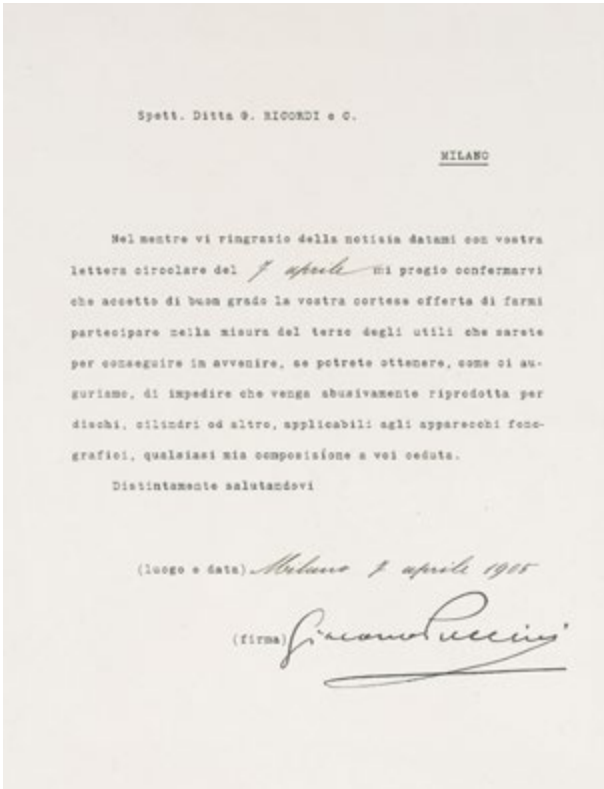 Spett. Ditta G. RICORDI e C.
MILANO
Nel mentre vi ringrazio della notizia datami con vostra
lettera circolare del 7 aprile mi pregio confermarvi
che accetto di buon grado la vostra cortese offerta di farmi
partecipare nella misura del terzo degli utili che sarete
per conseguire in avvenire, se potrete ottenere, come ci au-
guriamo, di impedire che venga abusivamente riprodotta per
dischi, cilindri od altro, applicabili agli apparecchi fono-
grafici, qualsiasi mia composizione a voi ceduta.
Distintamente salutandovi
(luogo e data) Milano 7 aprile 1905
(firma) Giacomo Puccini